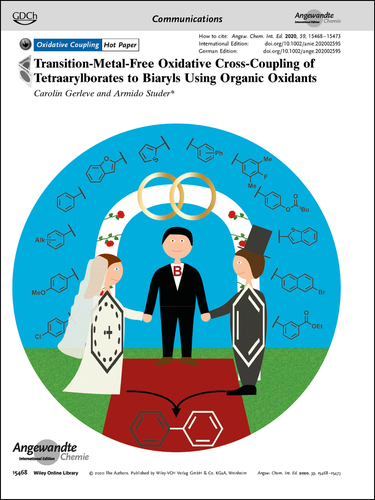 GDCh
Communications
Angewandte
International Edition Chemie
Oxidative Coupling Hot Paper
How to cite: Angew. Chem. Int. Ed. 2020, 59, 15468–15473
International Edition: doi.org/10.1002/anie.202002595
German Edition: doi.org/10.1002/ange.202002595
Transition-Metal-Free Oxidative Cross-Coupling of
Tetraarylborates to Biaryls Using Organic Oxidants
Carolin Gerleve and Armido Studer*
O
S
Ph
Me
F
Me
O
O
tBu
S
Br
O
OEt
Alk
MeO
Cl
B
Angewandte
International Edition Chemie
15468 Wiley Online Library
© 2020 The Authors. Published by Wiley-VCH Verlag GmbH & Co. KGaA, Weinheim
Angew. Chem. Int. Ed. 2020, 59, 15468–15473